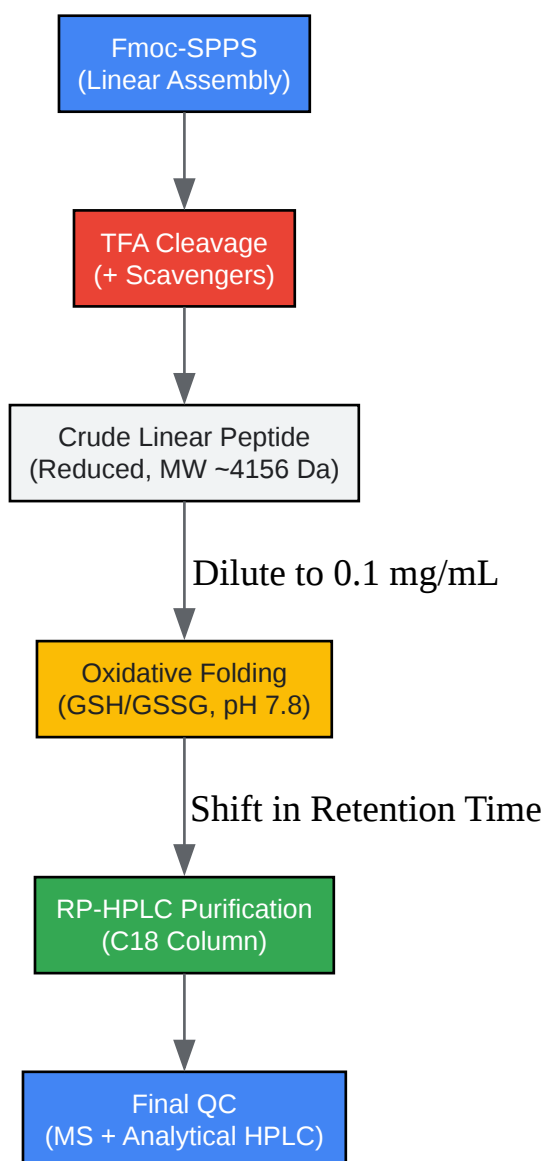 Fmoc-SPPS
(Linear Assembly)
TFA Cleavage
(+ Scavengers)
Crude Linear Peptide
(Reduced, MW ~4156 Da)
Dilute to 0.1 mg/mL
Oxidative Folding
(GSH/GSSG, pH 7.8)
Shift in Retention Time
RP-HPLC Purification
(C18 Column)
Final QC
(MS + Analytical HPLC)